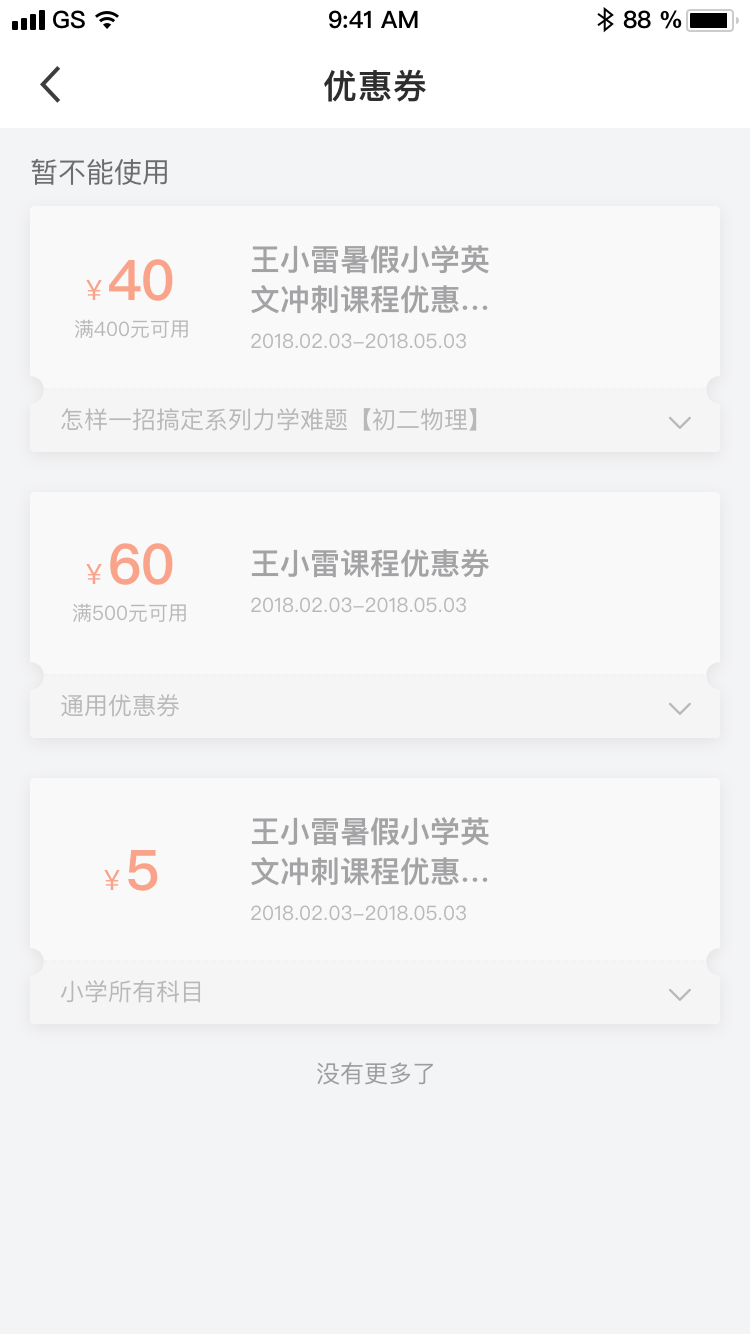 GS 9:41 AM 88 %
优惠券
暂不能使用
¥40
满400元可用
王小雷暑假小学英
文冲刺课程优惠...
2018.02.03-2018.05.03
怎样一招搞定系列力学难题【初二物理】
¥60
满500元可用
王小雷课程优惠券
2018.02.03-2018.05.03
通用优惠券
¥5
王小雷暑假小学英
文冲刺课程优惠...
2018.02.03-2018.05.03
小学所有科目
没有更多了